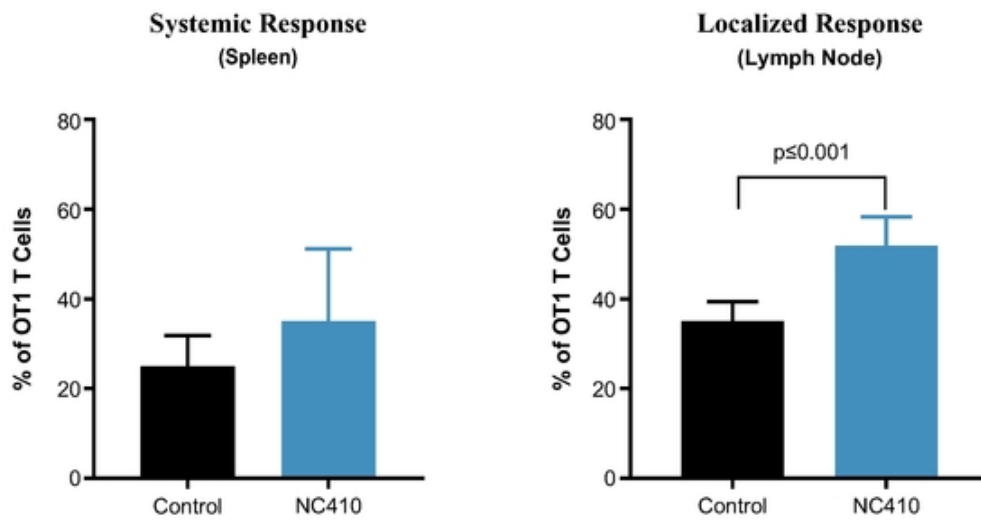 Systemic Response
(Spleen)
% of OT1 T Cells
80
60
40
20
0
Control
NC410
Localized Response
(Lymph Node)
% of OT1 T Cells
80
60
40
20
0
p≤0.001
Control
NC410